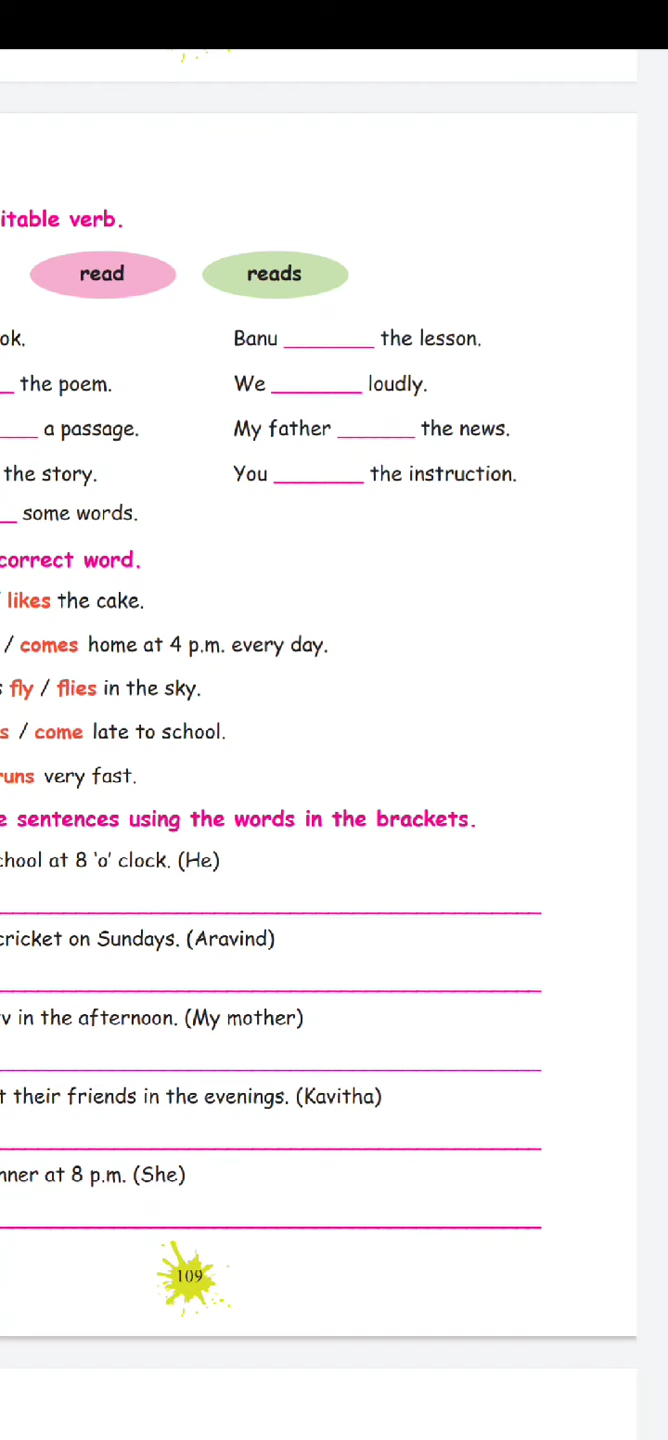 itable verb.
read reads
ok. Banu ________ the lesson.
__ the poem. We ________ loudly.
____ a passage. My father _______ the news.
the story. You ________ the instruction.
__ some words.
correct word.
/ likes the cake.
/ comes home at 4 p.m. every day.
s fly / flies in the sky.
s / come late to school.
runs very fast.
e sentences using the words in the brackets.
chool at 8 'o' clock. (He)
cricket on Sundays. (Aravind)
v in the afternoon. (My mother)
t their friends in the evenings. (Kavitha)
nner at 8 p.m. (She)
109